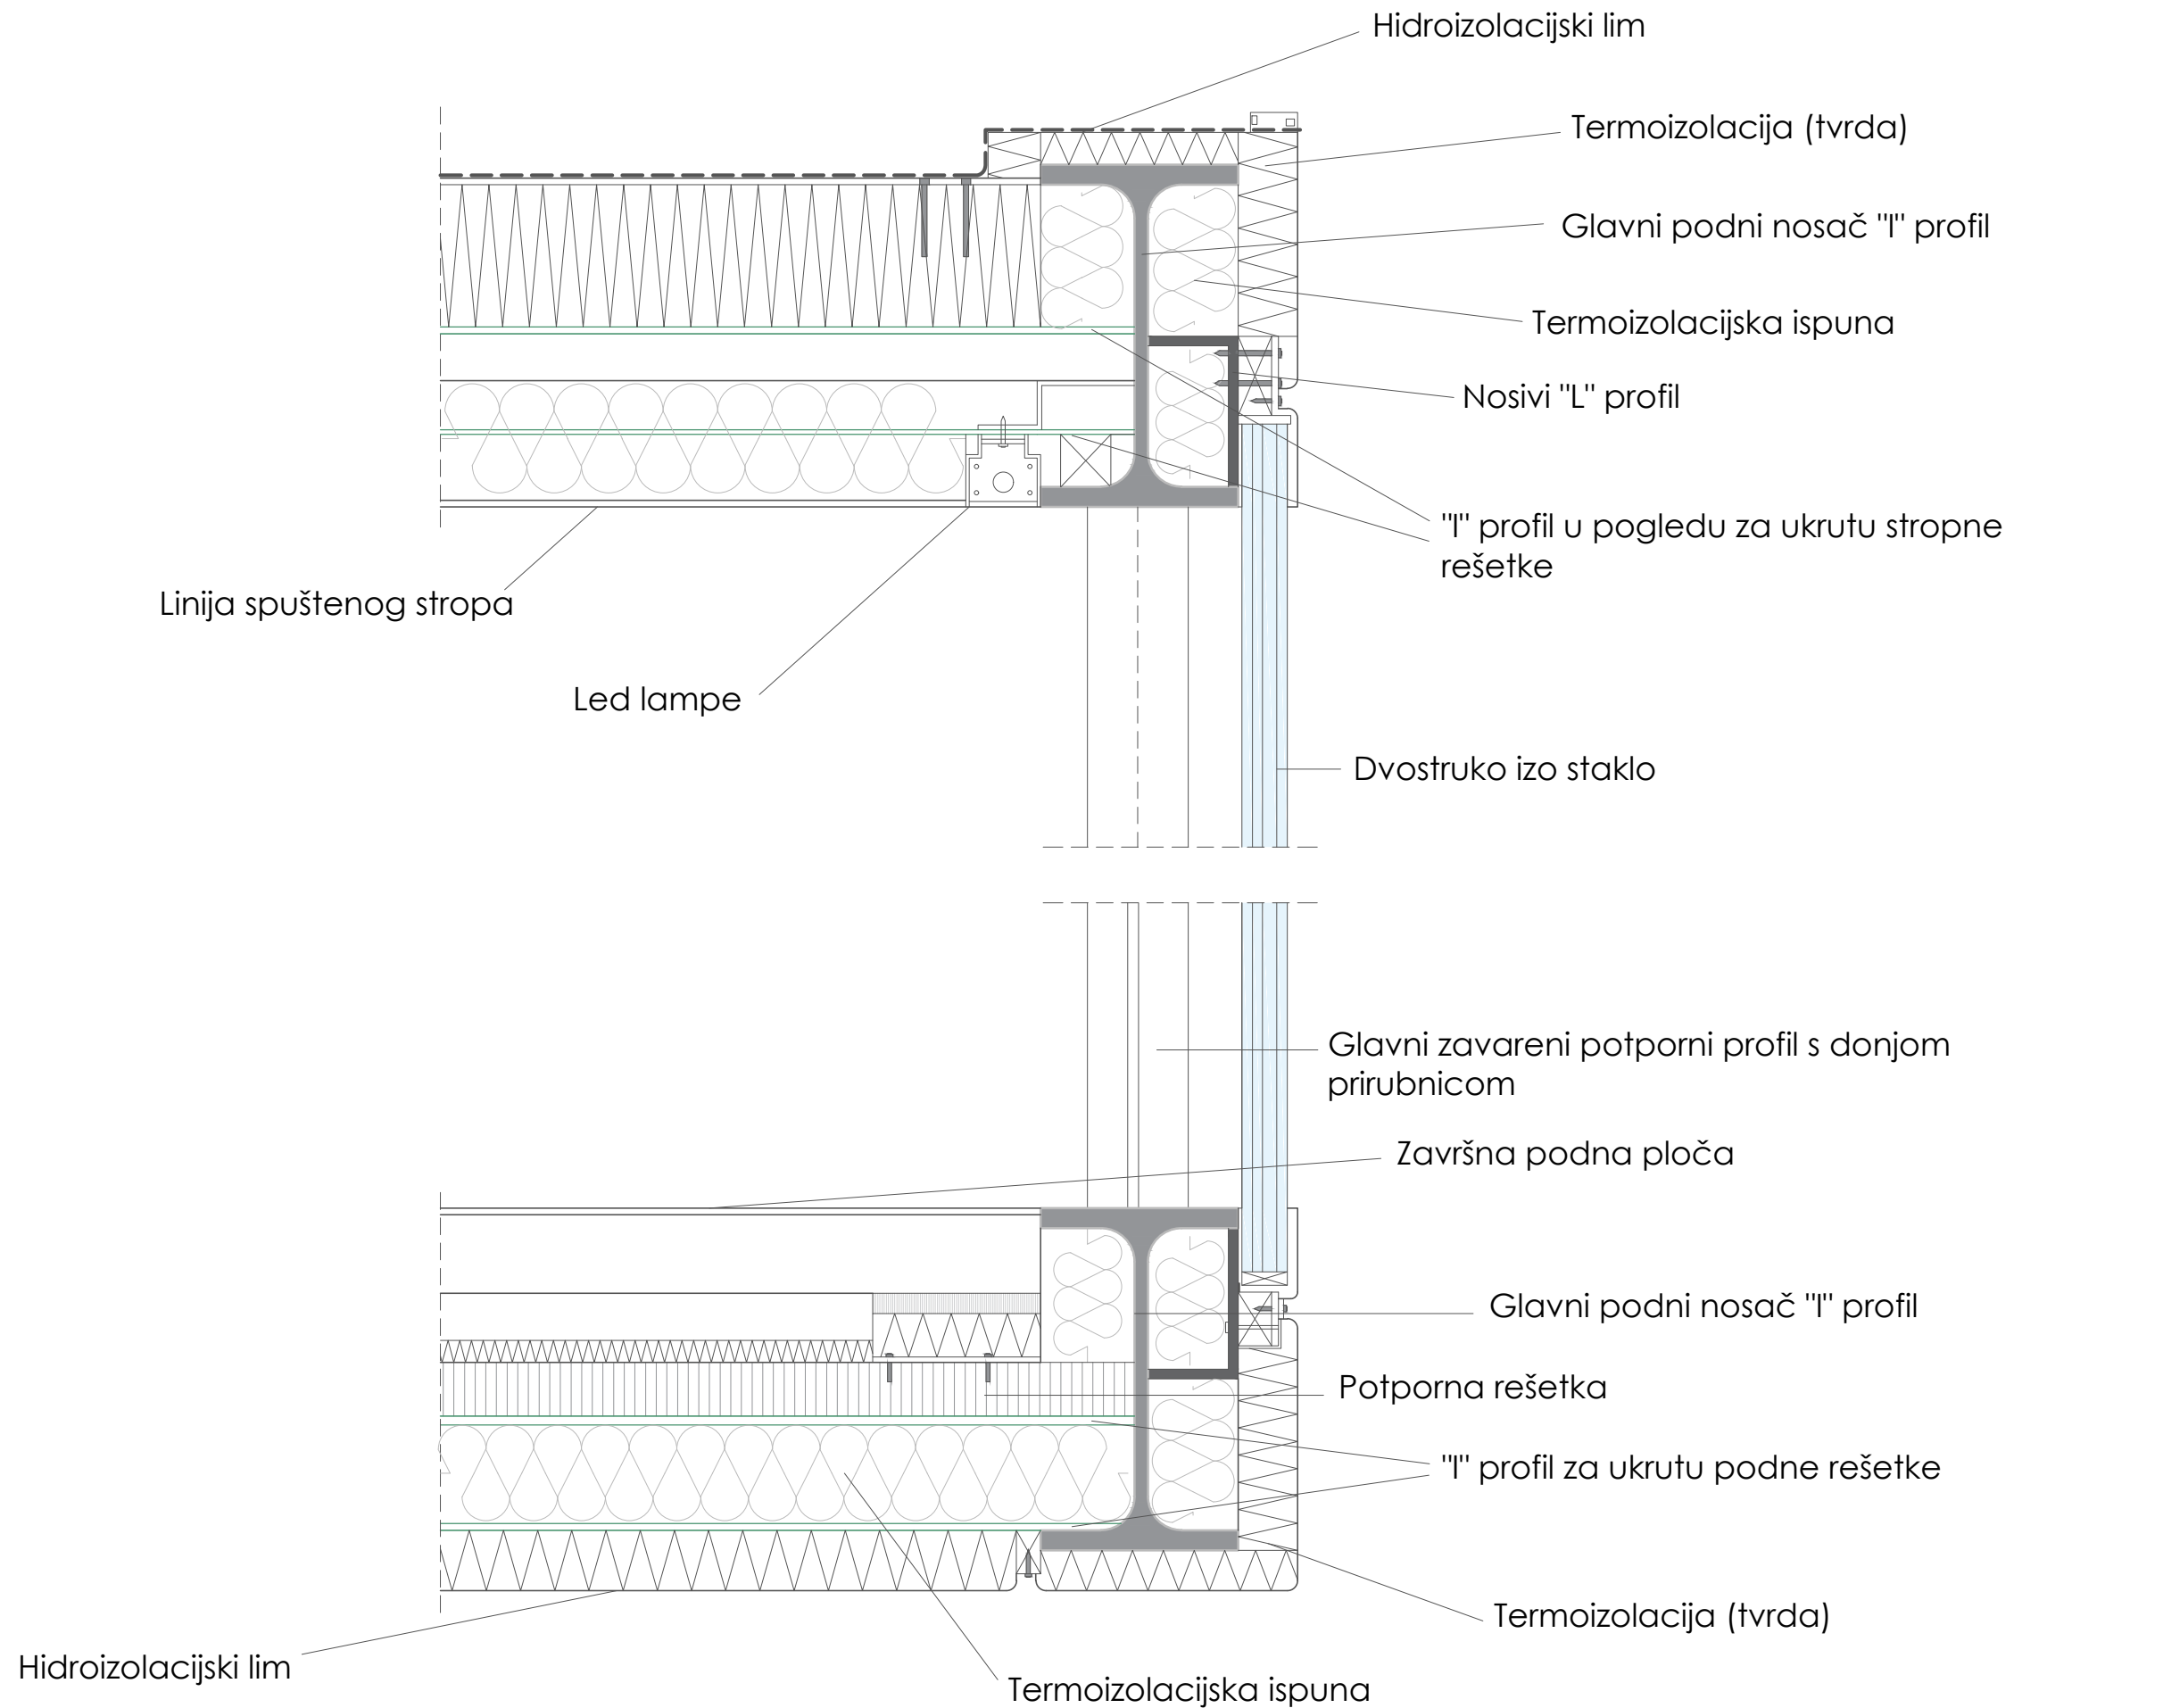 Hidroizolacijski lim
Termoizolacija (tvrda)
Glavni podni nosač "I" profil
Termoizolacijska ispuna
Nosivi "L" profil
"I" profil u pogledu za ukrutu stropne
rešetke
Linija spuštenog stropa
Led lampe
Dvostruko izo staklo
Glavni zavareni potporni profil s donjom
prirubnicom
Završna podna ploča
Glavni podni nosač "I" profil
Potporna rešetka
"I" profil za ukrutu podne rešetke
Termoizolacija (tvrda)
Hidroizolacijski lim
Termoizolacijska ispuna